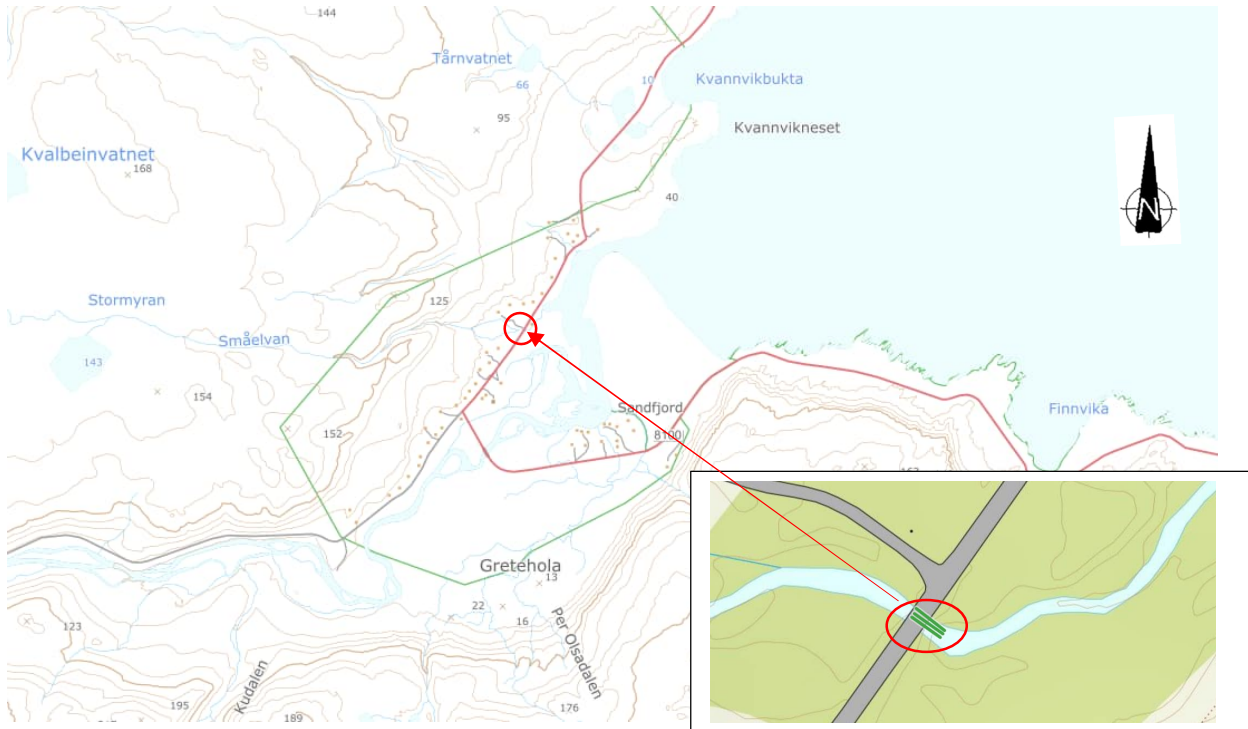 144
Tårnvatnet
66
10
Kvannvikbukta
95
Kvannvikneset
Kvalbeinvatnet
168
40
N
Stormyran
125
Småelvan
143
154
Finnvika
Sandfjord
152
8100
Gretehola
13
22
16
123
Per Olsadalen
Kudalen
195
189
176